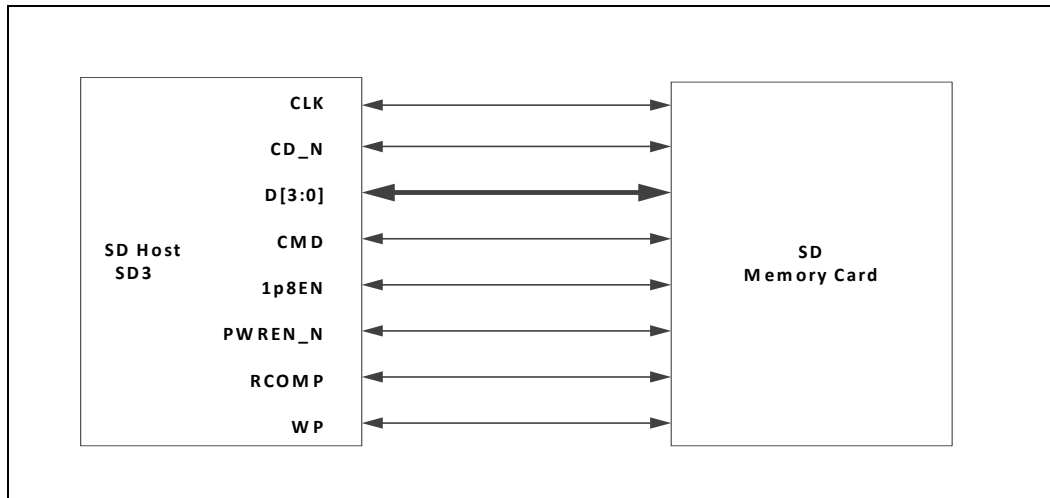 CLK
CD_N
D[3:0]
CMD
1p8EN
PWREN_N
RCOMP
WP
SD Host
SD3
SD
Memory Card